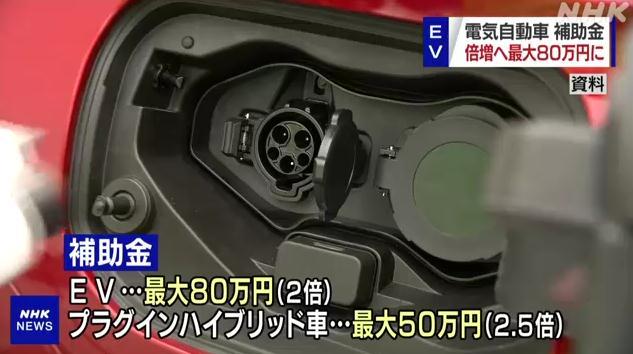 NHK
EV
電気自動車 補助金
倍増へ最大80万円に
資料
補助金
EV…最大80万円(2倍)
プラグインハイブリッド車…最大50万円(2.5倍)
NHK
NEWS